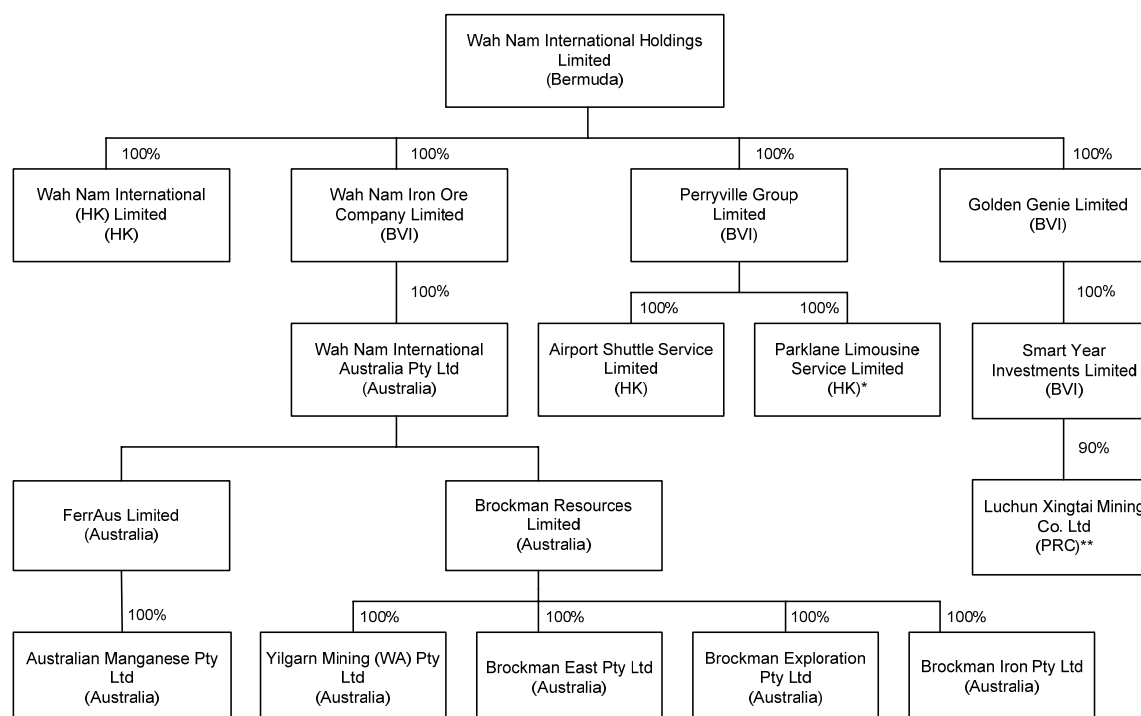 Wah Nam International Holdings
Limited
(Bermuda)
100%
100%
100%
100%
Wah Nam International
(HK) Limited
(HK)
Wah Nam Iron Ore
Company Limited
(BVI)
Perryville Group
Limited
(BVI)
Golden Genie Limited
(BVI)
100%
100%
100%
100%
Wah Nam International
Australia Pty Ltd
(Australia)
Airport Shuttle Service
Limited
(HK)
Parklane Limousine
Service Limited
(HK)*
Smart Year
Investments Limited
(BVI)
90%
FerrAus Limited
(Australia)
Brockman Resources
Limited
(Australia)
Luchun Xingtai Mining
Co. Ltd
(PRC)**
100%
100%
100%
100%
100%
Australian Manganese Pty
Ltd
(Australia)
Yilgarn Mining (WA) Pty
Ltd
(Australia)
Brockman East Pty Ltd
(Australia)
Brockman Exploration
Pty Ltd
(Australia)
Brockman Iron Pty Ltd
(Australia)